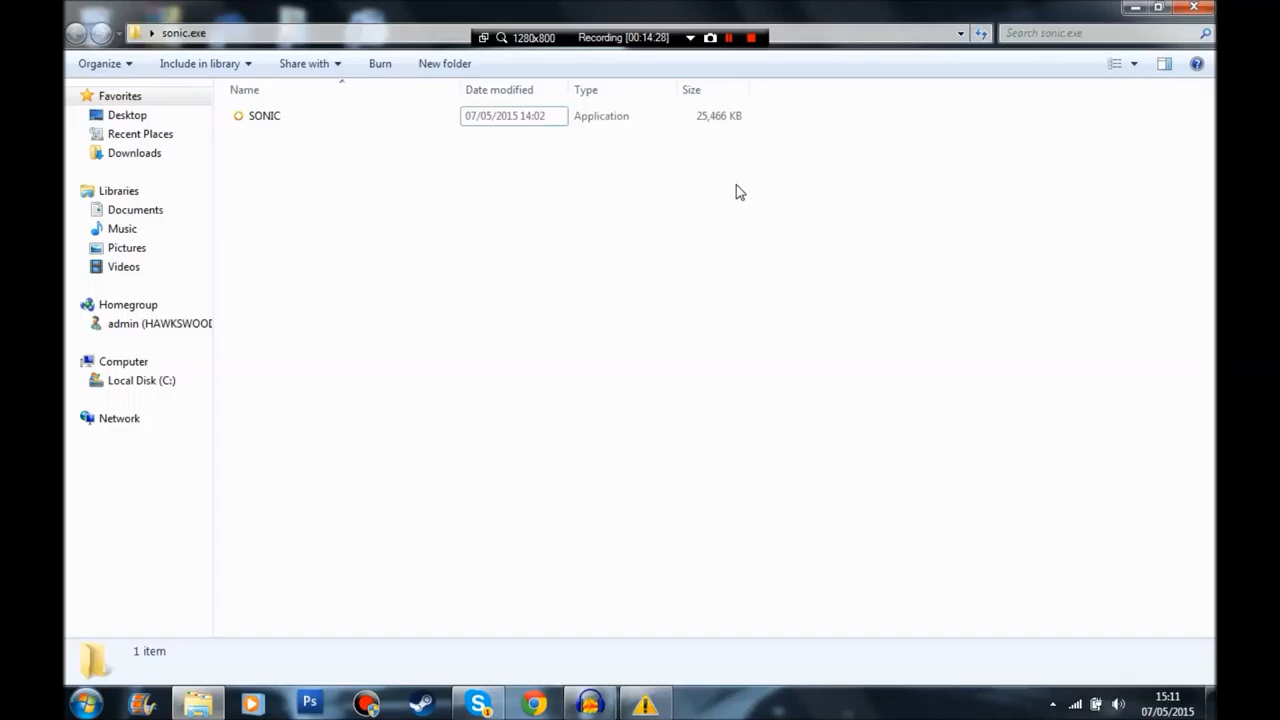 sonic.exe
1280x800 Recording [00:14.28]
Search sonic.exe
Organize Include in library Share with Burn New folder
Name Date modified Type Size
Favorites
SONIC 07/05/2015 14:02 Application 25,466 KB
Desktop
Recent Places
Downloads
Libraries
Documents
Music
Pictures
Videos
Homegroup
admin (HAWKSWOOD
Computer
Local Disk (C:)
Network
1 item
Ps
15:11
07/05/2015